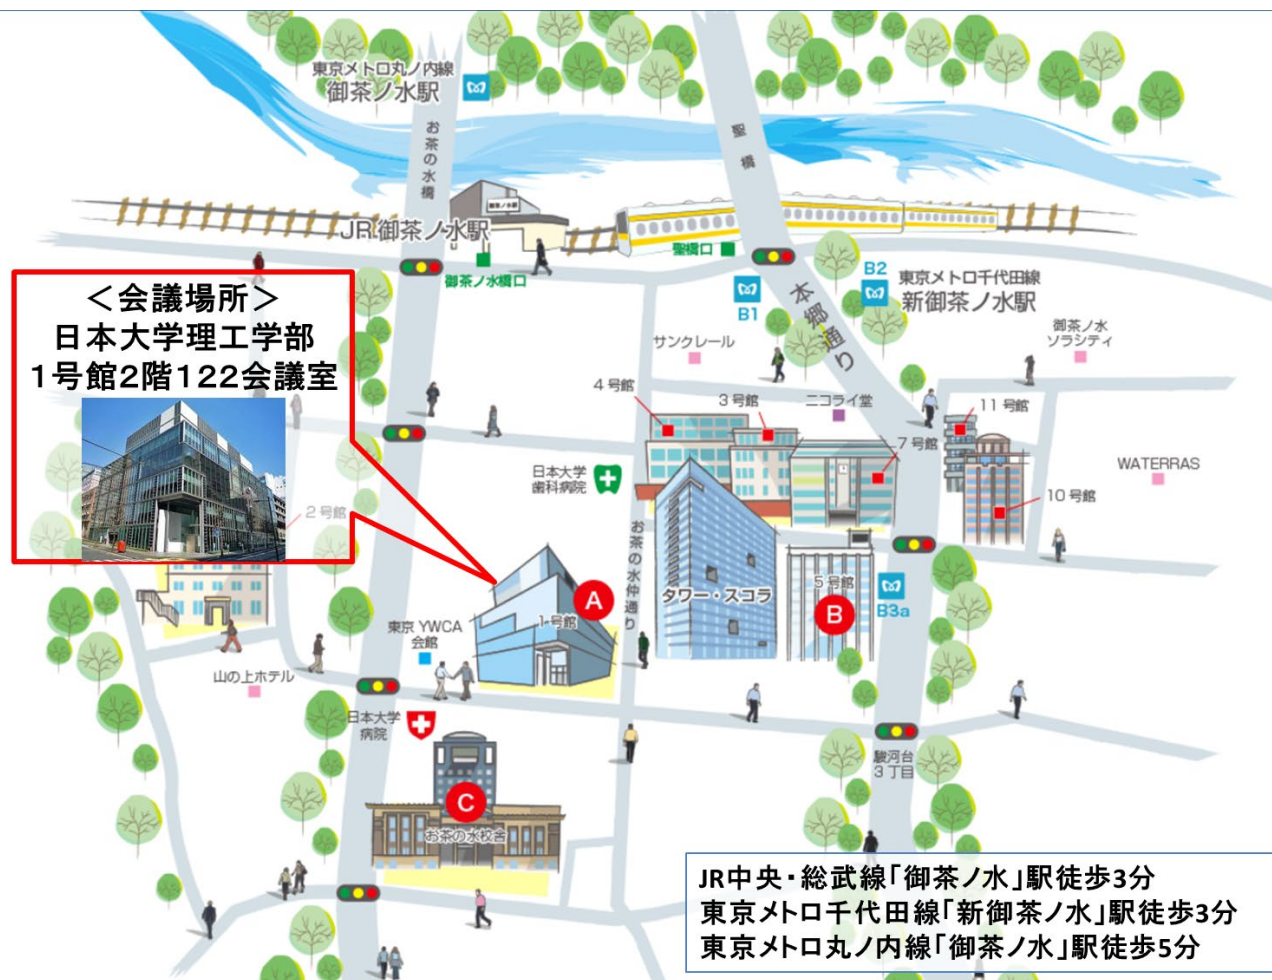 東京メトロ丸ノ内線
御茶ノ水駅
お茶の水橋
聖橋
JR 御茶ノ水駅
御茶ノ水駅
御茶ノ水橋口
聖橋口
B1
B2
東京メトロ千代田線
新御茶ノ水駅
本郷通り
<会議場所>
日本大学理工学部
1号館2階122会議室
サンクレール
御茶ノ水
ソラシティ
4号館
3号館
ニコライ堂
11号館
7号館
日本大学
歯科病院
WATERRAS
10号館
2号館
お茶の水仲通り
A
1号館
タワー・スコラ
5号館
B
B3a
東京 YWCA
会館
山の上ホテル
日本大学
病院
駿河台
3丁目
C
お茶の水校舎
JR中央・総武線「御茶ノ水」駅徒歩3分
東京メトロ千代田線「新御茶ノ水」駅徒歩3分
東京メトロ丸ノ内線「御茶ノ水」駅徒歩5分